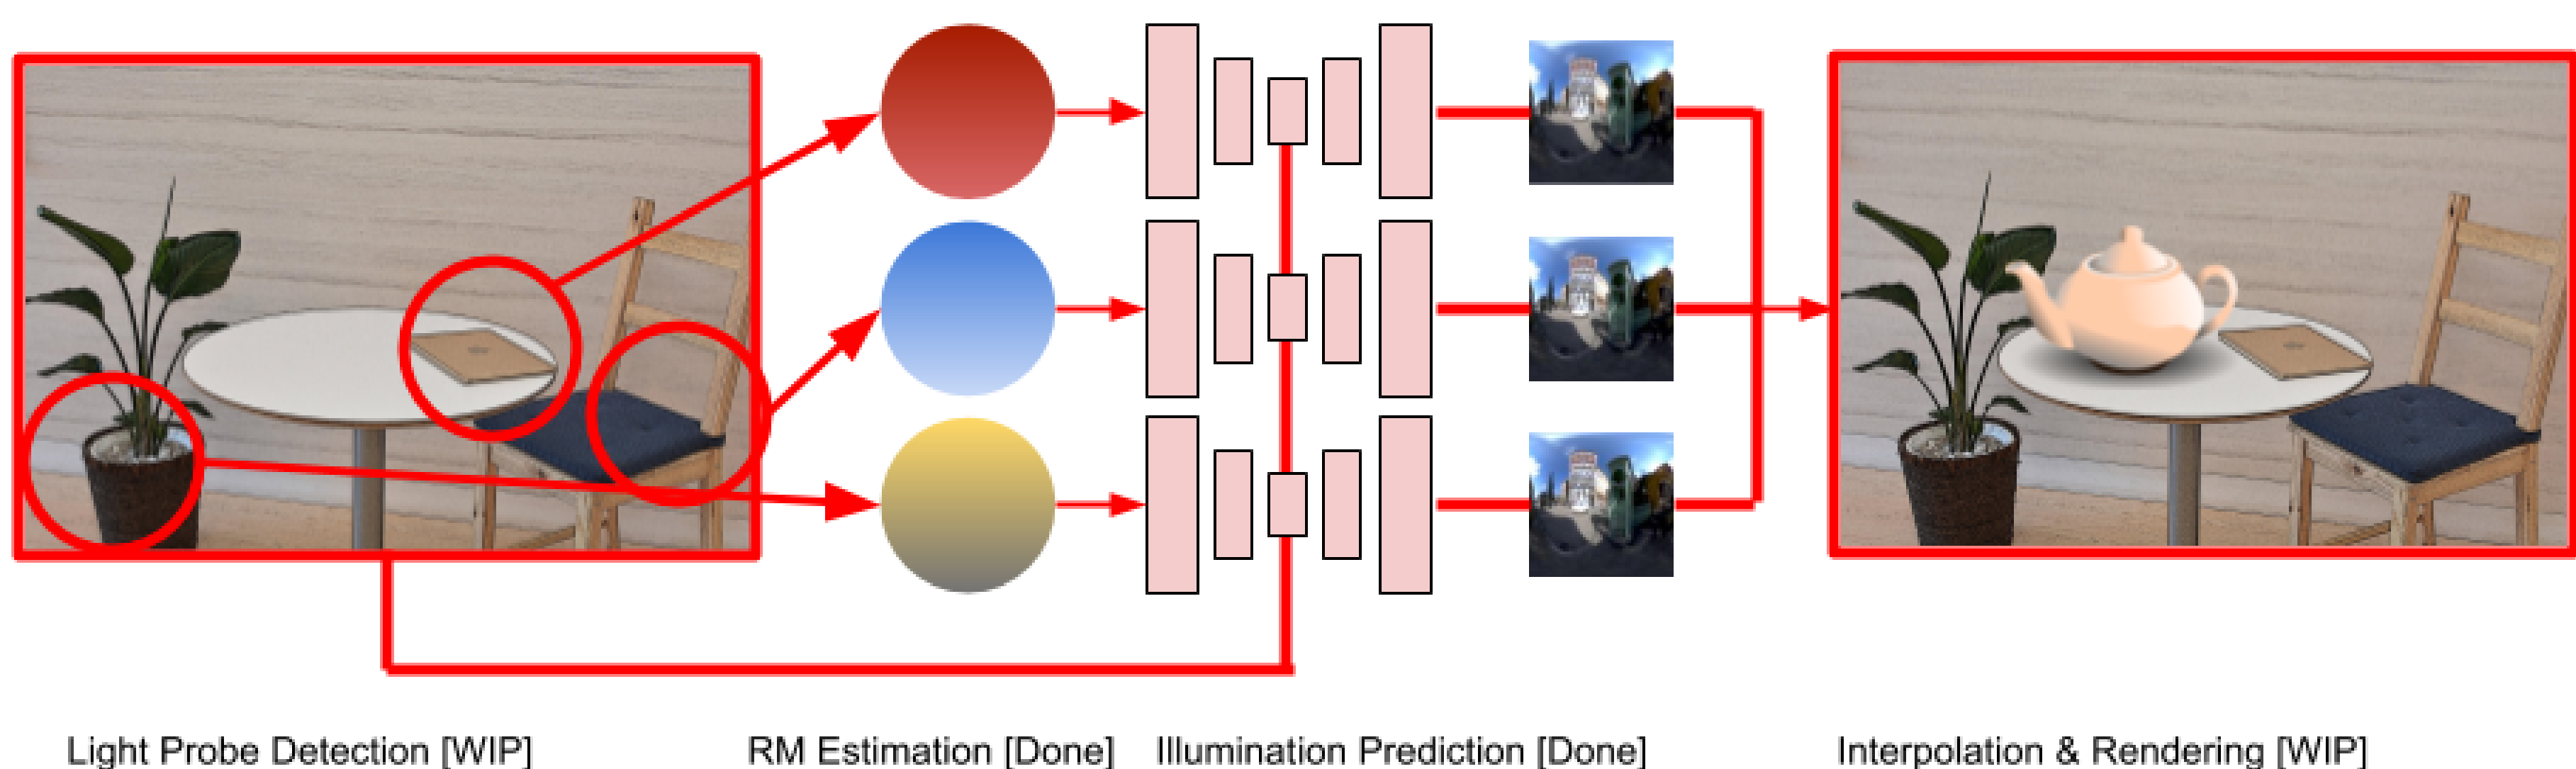 Light Probe Detection [WIP]
RM Estimation [Done]
Illumination Prediction [Done]
Interpolation & Rendering [WIP]